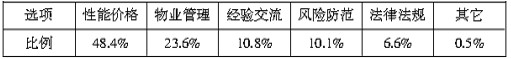 选项 性能价格 物业管理 经验交流 风险防范 法律法规 其它
比例 48.4% 23.6% 10.8% 10.1% 6.6% 0.5%